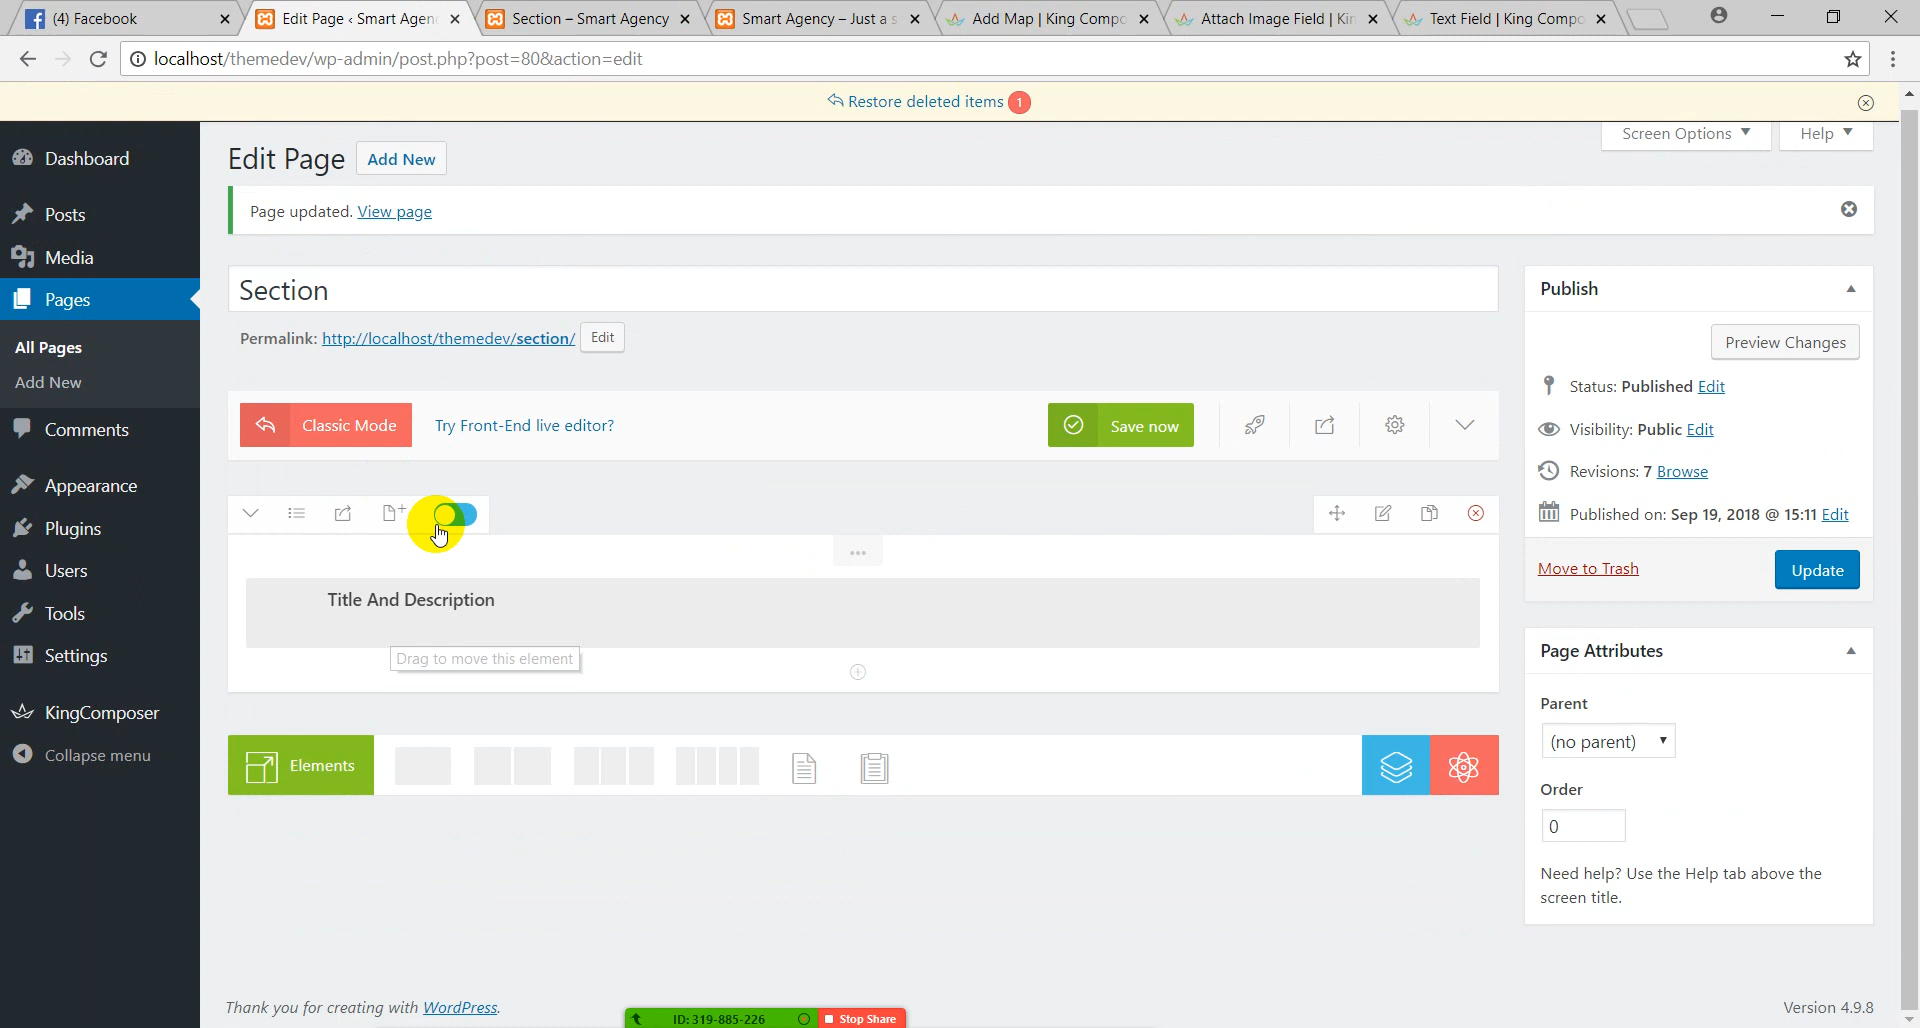 (4) Facebook
Edit Page ‹ Smart Agen
Section – Smart Agency
Smart Agency – Just a s
Add Map | King Compo
Attach Image Field | Kin
Text Field | King Compo
localhost/themedev/wp-admin/post.php?post=80&action=edit
Restore deleted items 1
Screen Options
Help
Dashboard
Posts
Media
Pages
All Pages
Add New
Comments
Appearance
Plugins
Users
Tools
Settings
KingComposer
Collapse menu
Edit Page
Add New
Page updated. View page
Section
Permalink: http://localhost/themedev/section/ Edit
Classic Mode
Try Front-End live editor?
Save now
Title And Description
Drag to move this element
Elements
Publish
Preview Changes
Status: Published Edit
Visibility: Public Edit
Revisions: 7 Browse
Published on: Sep 19, 2018 @ 15:11 Edit
Move to Trash
Update
Page Attributes
Parent
(no parent)
Order
0
Need help? Use the Help tab above the
screen title.
Thank you for creating with WordPress.
Version 4.9.8
ID: 319-885-226
Stop Share